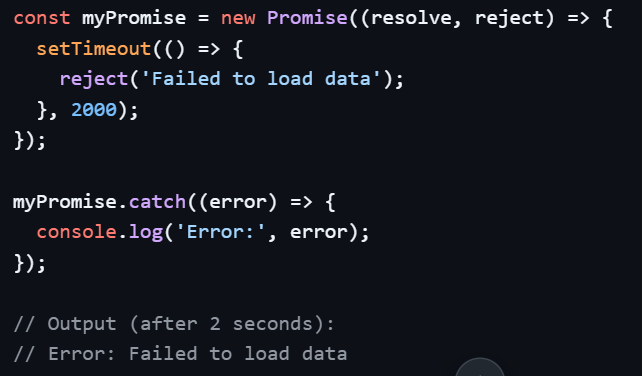 const myPromise = new Promise((resolve, reject) => {
  setTimeout(() => {
    reject('Failed to load data');
  }, 2000);
});

myPromise.catch((error) => {
  console.log('Error:', error);
});

// Output (after 2 seconds):
// Error: Failed to load data